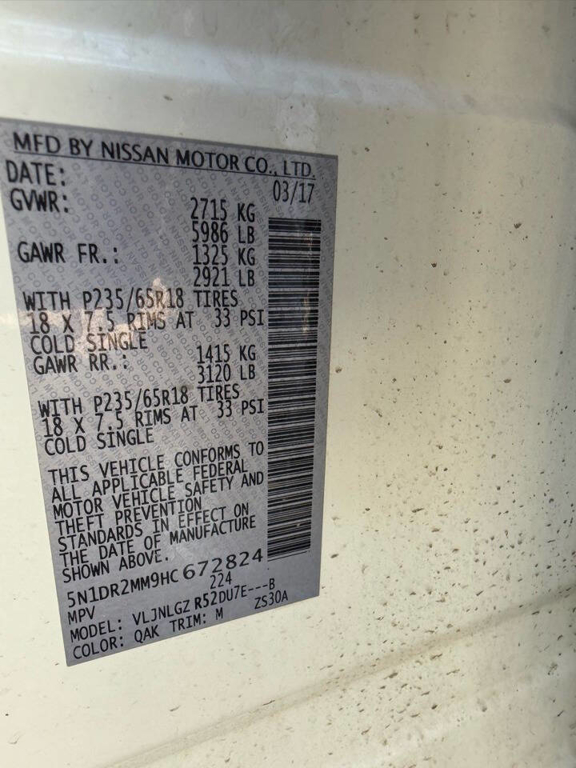 MFD BY NISSAN MOTOR CO., LTD.
DATE: 03/17
GVWR: 2715 KG
5986 LB
GAWR FR.: 1325 KG
2921 LB
WITH P235/65R18 TIRES
18 X 7.5 RIMS AT 33 PSI
COLD SINGLE
GAWR RR.: 1415 KG
3120 LB
WITH P235/65R18 TIRES
18 X 7.5 RIMS AT 33 PSI
COLD SINGLE
THIS VEHICLE CONFORMS TO
ALL APPLICABLE FEDERAL
MOTOR VEHICLE SAFETY AND
THEFT PREVENTION
STANDARDS IN EFFECT ON
THE DATE OF MANUFACTURE
SHOWN ABOVE.
5N1DR2MM9HC672824
MPV 224
MODEL: VLJNLGZ R52DU7E---B
COLOR: QAK TRIM: M ZS30A